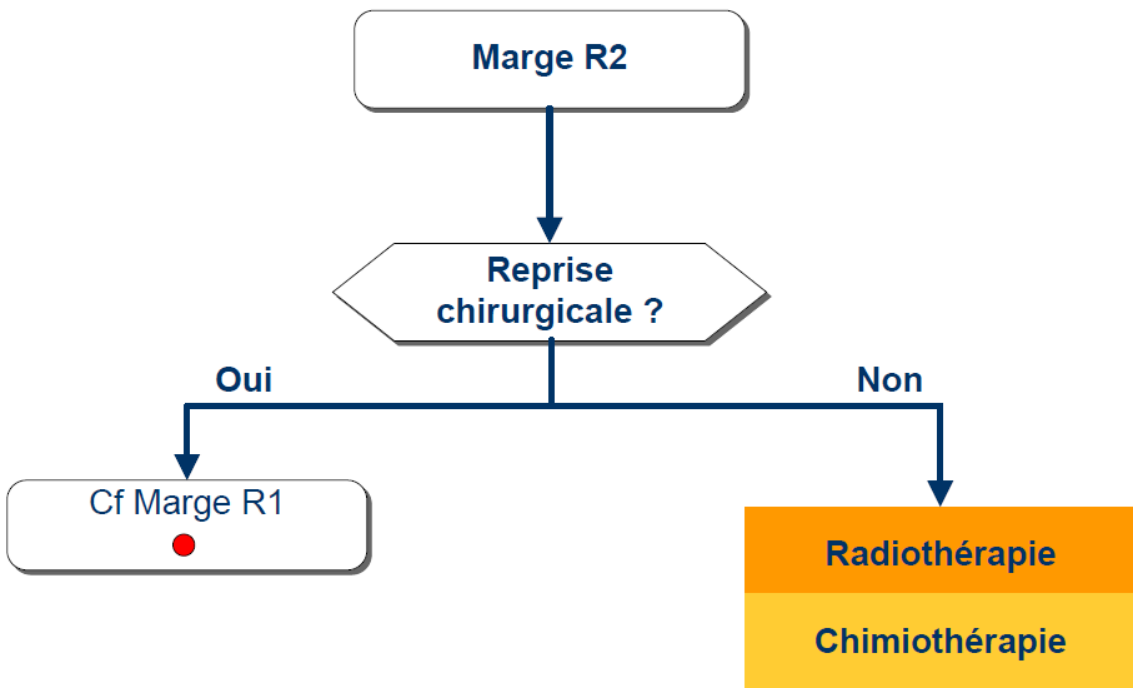 Marge R2
Reprise
chirurgicale ?
Oui
Non
Cf Marge R1
Radiothérapie
Chimiothérapie